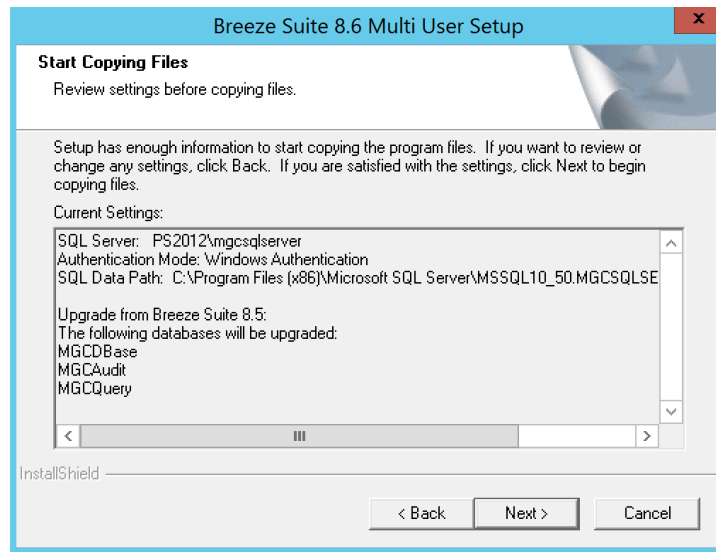 Breeze Suite 8.6 Multi User Setup
x
Start Copying Files
Review settings before copying files.
Setup has enough information to start copying the program files. If you want to review or
change any settings, click Back. If you are satisfied with the settings, click Next to begin
copying files.
Current Settings:
SQL Server: PS2012\mgcsqlserver
Authentication Mode: Windows Authentication
SQL Data Path: C:\Program Files (x86)\Microsoft SQL Server\MSSQL10_50.MGCSQLSE
Upgrade from Breeze Suite 8.5:
The following databases will be upgraded:
MGCDBase
MGCAudit
MGCQuery
InstallShield
< Back
Next >
Cancel